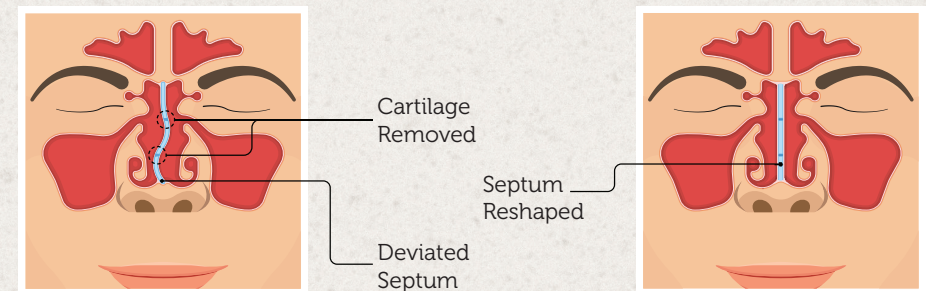 Cartilage
Removed
Septum
Reshaped
Deviated
Septum